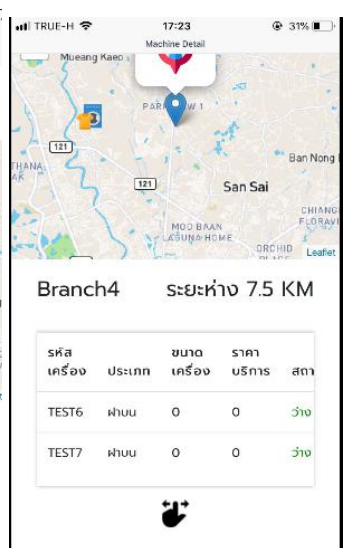 TRUE-H
17:23
31%
Machine Detail
Mueang Kaeo
121
121
San Sai
Ban Nong
MOO BAAN
LAGUNA HOME
ORCHID
Leaflet
Branch4 ระยะห่าง 7.5 KM
รหัส ขนาด ราคา
เครื่อง ประเภท เครื่อง บริการ สถา
TEST6 ฝาบน 0 0 ว่าง
TEST7 ฝาบน 0 0 ว่าง